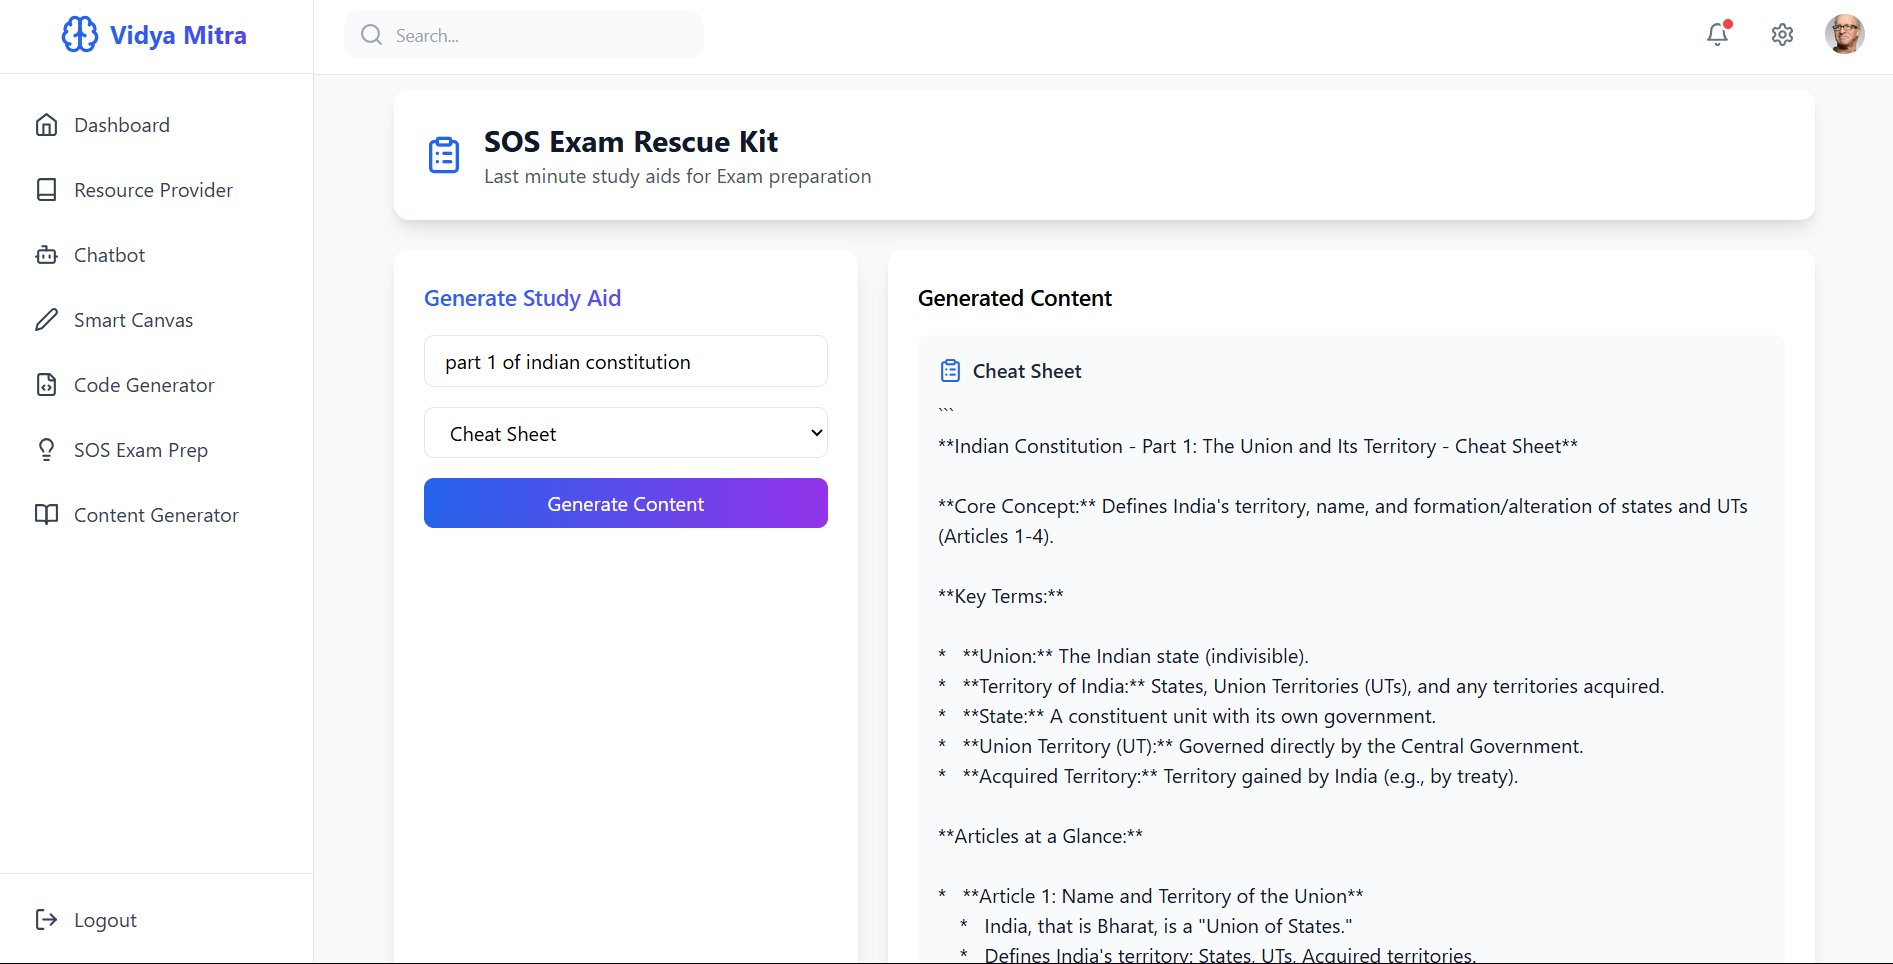 Vidya Mitra
Search...
Dashboard
Resource Provider
Chatbot
Smart Canvas
Code Generator
SOS Exam Prep
Content Generator
Logout
SOS Exam Rescue Kit
Last minute study aids for Exam preparation
Generate Study Aid
part 1 of indian constitution
Cheat Sheet
Generate Content
Generated Content
Cheat Sheet
```
**Indian Constitution - Part 1: The Union and Its Territory - Cheat Sheet**
**Core Concept:** Defines India's territory, name, and formation/alteration of states and UTs
(Articles 1-4).
**Key Terms:**
*   **Union:** The Indian state (indivisible).
*   **Territory of India:** States, Union Territories (UTs), and any territories acquired.
*   **State:** A constituent unit with its own government.
*   **Union Territory (UT):** Governed directly by the Central Government.
*   **Acquired Territory:** Territory gained by India (e.g., by treaty).
**Articles at a Glance:**
*   **Article 1: Name and Territory of the Union**
*   India, that is Bharat, is a "Union of States."
*   Defines India's territory: States, UTs, Acquired territories.